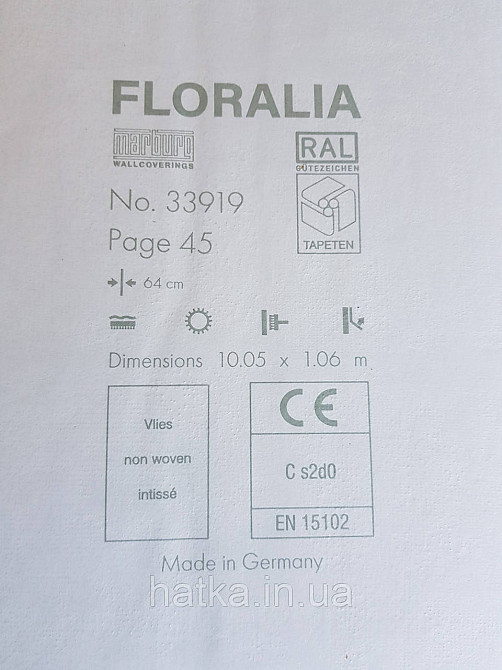 FLORALIA
marburg
WALLCOVERINGS
RAL
GÜTEZEICHEN
No. 33919
Page 45
TAPETEN
64 cm
Dimensions 10.05 x 1.06 m
Vlies
non woven
intissé
CE
C s2d0
EN 15102
Made in Germany
hatka.in.ua